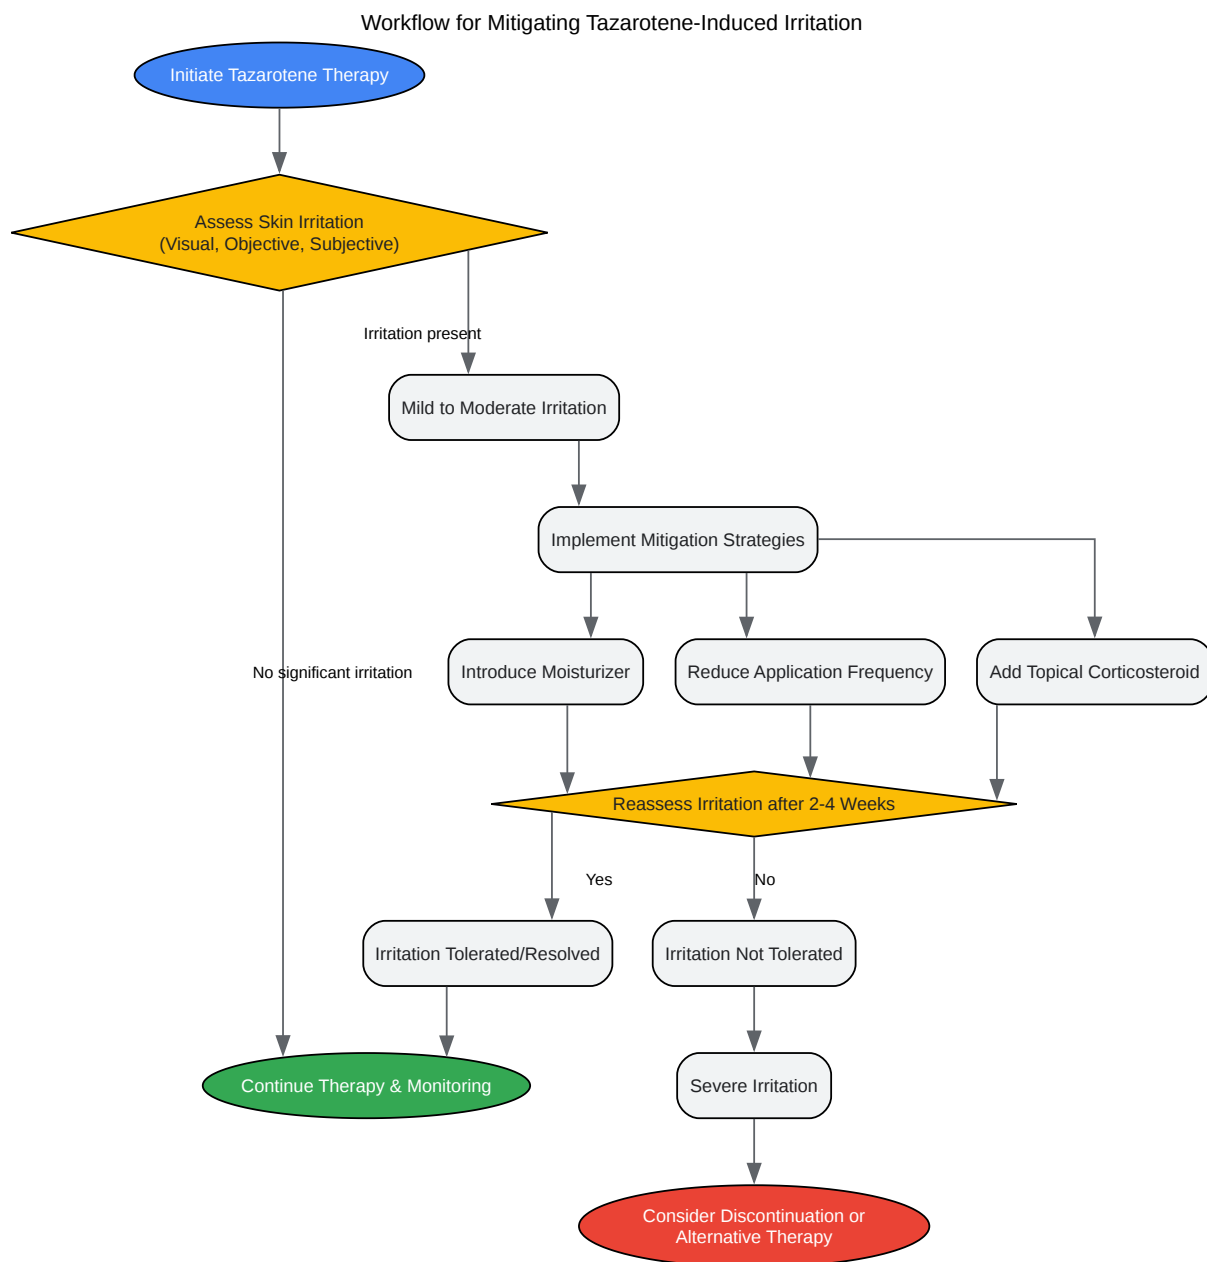 Workflow for Mitigating Tazarotene-Induced Irritation
Initiate Tazarotene Therapy
Assess Skin Irritation
(Visual, Objective, Subjective)
Irritation present
Mild to Moderate Irritation
Implement Mitigation Strategies
No significant irritation
Introduce Moisturizer
Reduce Application Frequency
Add Topical Corticosteroid
Reassess Irritation after 2-4 Weeks
Yes
No
Irritation Tolerated/Resolved
Irritation Not Tolerated
Continue Therapy & Monitoring
Severe Irritation
Consider Discontinuation or
Alternative Therapy